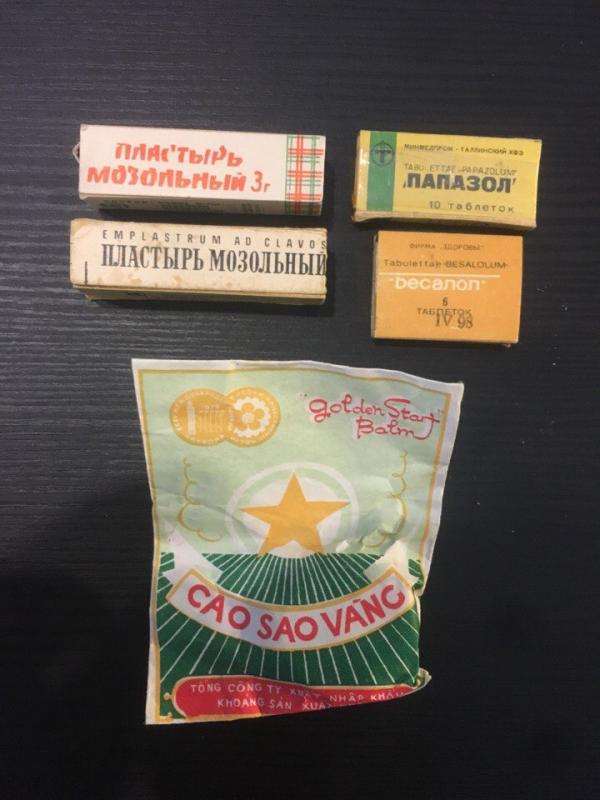 ПЛАСТЫРЬ
МОЗОЛЬНЫЙ 3г
EMPLASTRUM AD CLAVOS
ПЛАСТЫРЬ МОЗОЛЬНЫЙ
МИНМЕДПРОМ - ТАЛЛИНСКИЙ ХФЗ
TABULETTAE „PAPAZOLUM"
„ПАПАЗОЛ"
10 таблеток
ФИРМА „ЗДОРОВЬЕ"
Tabulettae BESALOLUM
"Бесалол"
6
ТАБЛЕТОК
IV 98
"Golden Star"
Balm
CAO SAO VÀNG
TỔNG CÔNG TY XUẤT NHẬP KHẨU
KHOÁNG SẢN XUẤT